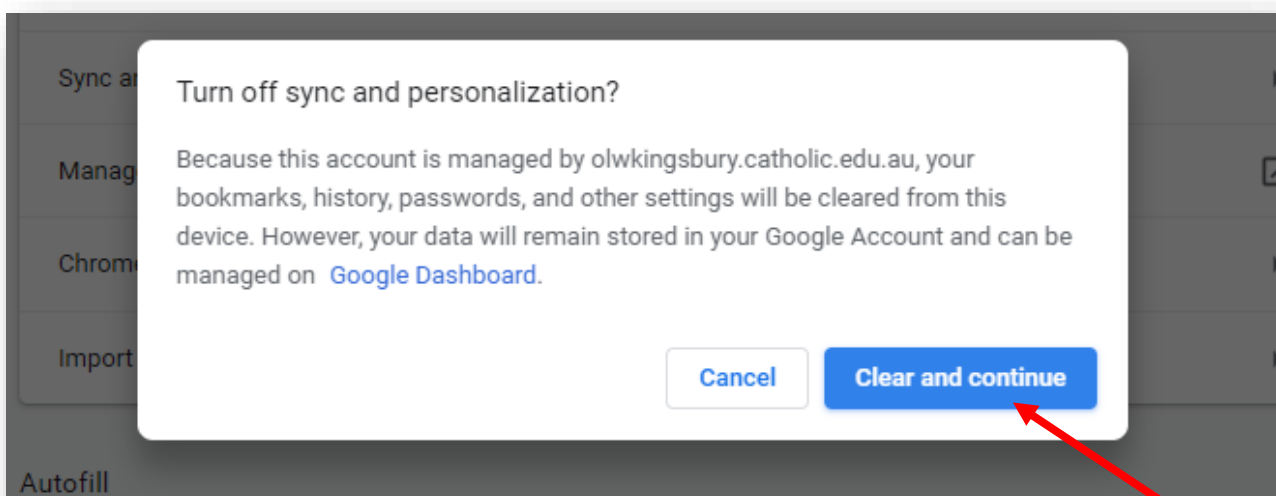 Sync a
Turn off sync and personalization?
Because this account is managed by olwkingsbury.catholic.edu.au, your
Manag
bookmarks, history, passwords, and other settings will be cleared from this
device. However, your data will remain stored in your Google Account and can be
Chrome
managed on Google Dashboard.
Import
Cancel
Clear and continue
Autofill